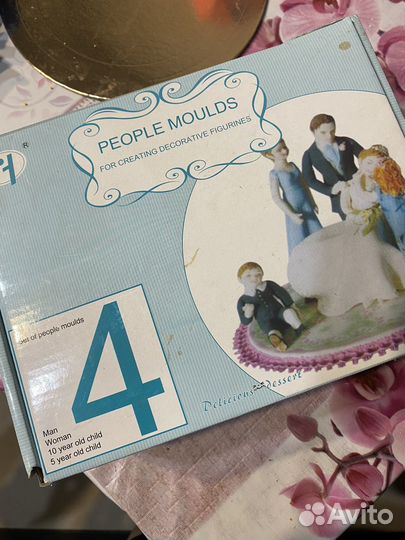 ®
PEOPLE MOULDS
FOR CREATING DECORATIVE FIGURINES
Set of people moulds
4
Man
Woman
10 year old child
5 year old child
Delicious dessert
Avito